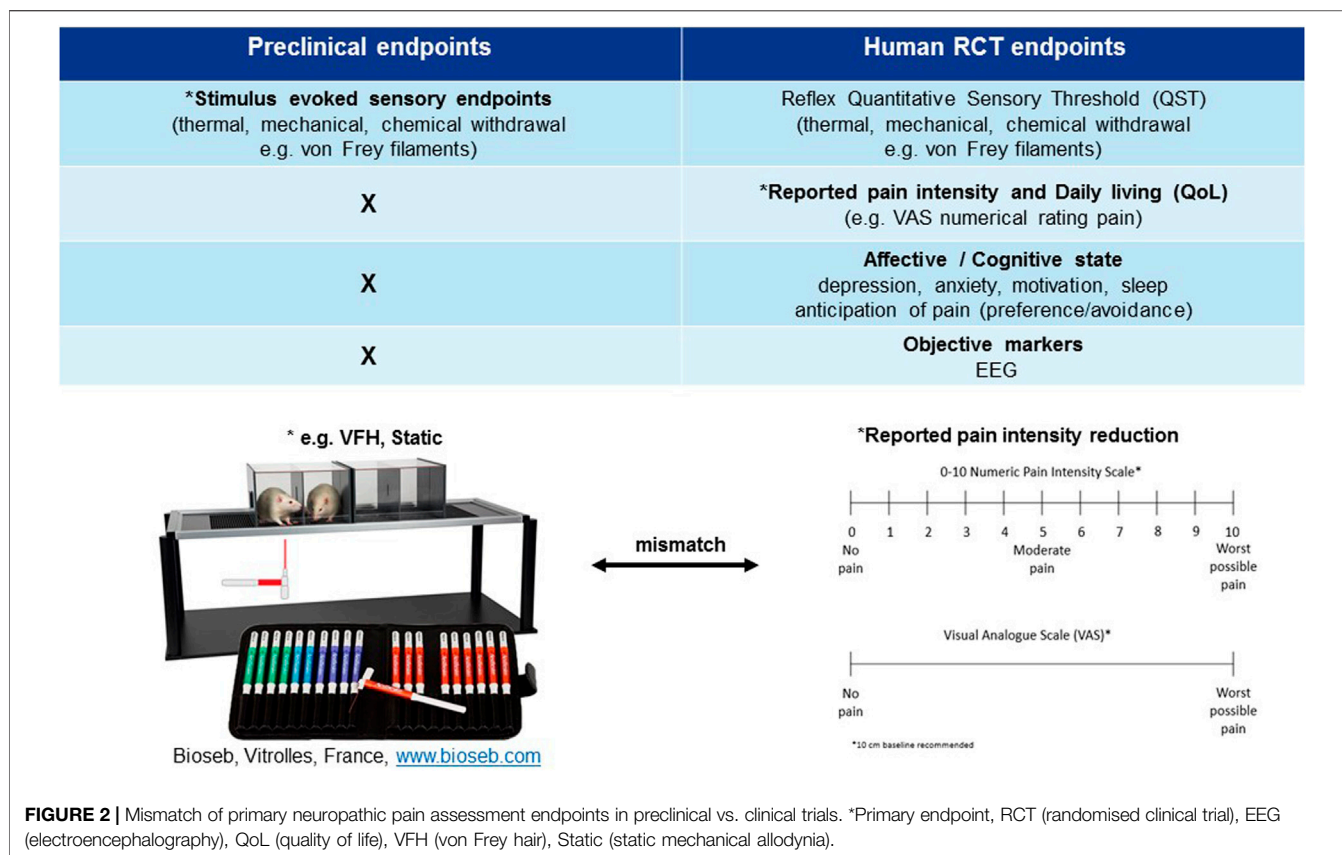 Preclinical endpoints
Human RCT endpoints
*Stimulus evoked sensory endpoints
(thermal, mechanical, chemical withdrawal
e.g. von Frey filaments)
Reflex Quantitative Sensory Threshold (QST)
(thermal, mechanical, chemical withdrawal
e.g. von Frey filaments)
X
*Reported pain intensity and Daily living (QoL)
(e.g. VAS numerical rating pain)
X
Affective / Cognitive state
depression, anxiety, motivation, sleep
anticipation of pain (preference/avoidance)
X
Objective markers
EEG
* e.g. VFH, Static
Bioseb, Vitrolles, France, www.bioseb.com
mismatch
*Reported pain intensity reduction
0-10 Numeric Pain Intensity Scale*
0 1 2 3 4 5 6 7 8 9 10
No pain
Moderate pain
Worst possible pain
Visual Analogue Scale (VAS)*
No pain
Worst possible pain
*10 cm baseline recommended
FIGURE 2 | Mismatch of primary neuropathic pain assessment endpoints in preclinical vs. clinical trials. *Primary endpoint, RCT (randomised clinical trial), EEG
(electroencephalography), QoL (quality of life), VFH (von Frey hair), Static (static mechanical allodynia).